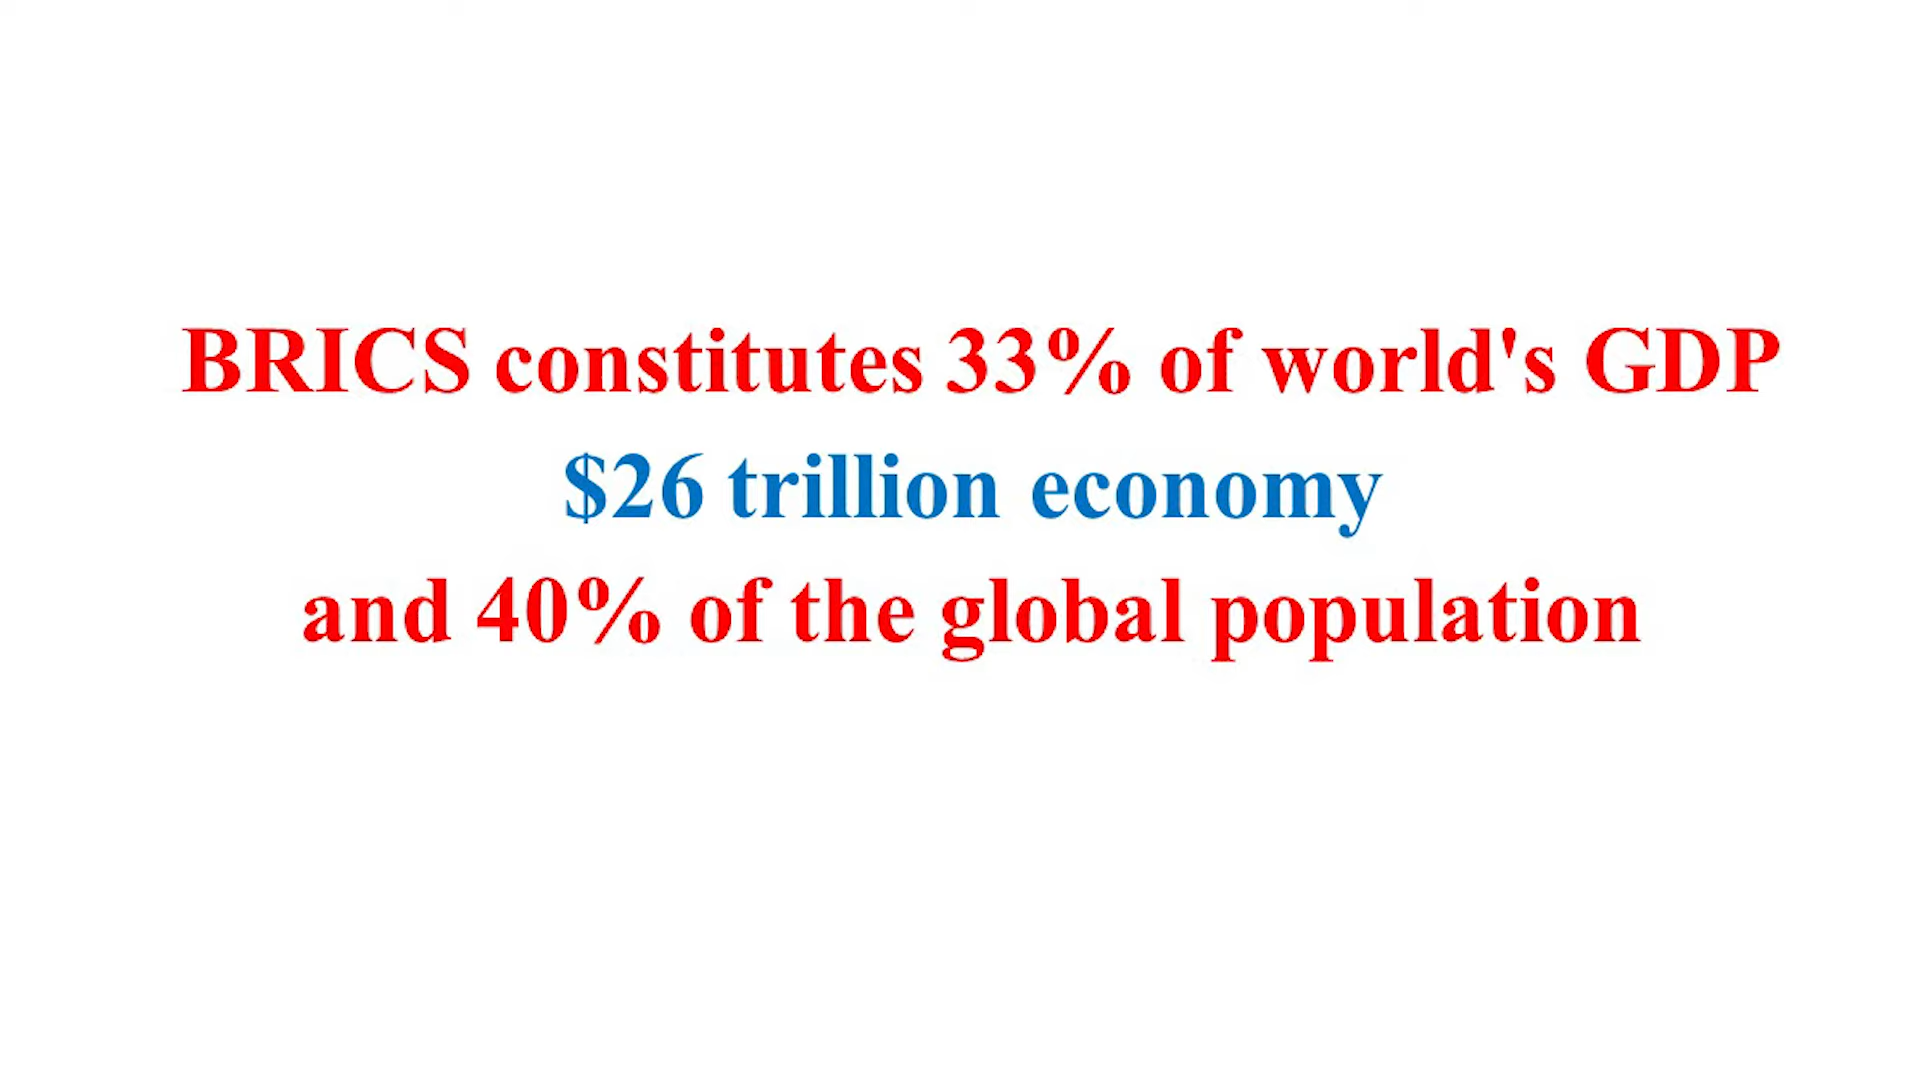 BRICS constitutes 33% of world's GDP
$26 trillion economy
and 40% of the global population